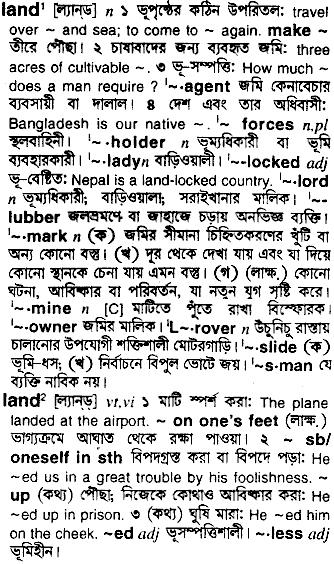 land¹ [ল্যান্ড] n ১ ভূপৃষ্ঠের কঠিন উপরিতল: travel
over ~ and sea; to come to ~ again. make ~
তীরে পৌঁছা। ২ চাষাবাদের জন্য ব্যবহৃত জমি: three
acres of cultivable ~. ৩ ভূ-সম্পত্তি: How much ~
does a man require ? ˈ~·agent জমি কেনাবেচার
ব্যবসায়ী বা দালাল। ৪ দেশ এবং তার অধিবাসী:
Bangladesh is our native ~. ˈ~ forces n.pl
স্থলবাহিনী। ˈ~·holder n ভূম্যধিকারী বা ভূমি
ব্যবহারকারী। ˈ~·ladyn বাড়িওয়ালী। ˈ~-locked adj
ভূ-বেষ্টিত: Nepal is a land-locked country. ˈ~·lord
n ভূম্যধিকারী; বাড়িওয়ালা; সরাইখানার মালিক। ˈ~-
lubber জলভ্রমণে বা জাহাজে চড়ায় অনভিজ্ঞ ব্যক্তি।
ˈ~·mark n (ক) জমির সীমানা চিহ্নিতকরণের খুঁটি বা
অন্য কোনো বস্তু। (খ) দূর থেকে দেখা যায় এবং যা দিয়ে
কোনো স্থানকে চেনা যায় এমন বস্তু। (গ) (লাক্ষ.) কোনো
ঘটনা, আবিষ্কার বা পরিবর্তন, যা নতুন যুগ সৃষ্টি করে।
ˈ~·mine n [C] মাটিতে পুঁতে রাখা বিস্ফোরক।
ˈ~·owner জমির মালিক। ˈL~·rover n উচুনিচু রাস্তায়
চালানোর উপযোগী শক্তিশালী মোটরগাড়ি। ˈ~·slide (ক)
ভূমি-ধস; (খ) নির্বাচনে বিপুল ভোটে জয়। ˈ~s·man যে
ব্যক্তি নাবিক নয়।
land² [ল্যান্ড] vt,vi ১ মাটি স্পর্শ করা: The plane
landed at the airport. ~ on one's feet (লাক্ষ.)
ভাগ্যক্রমে আঘাত থেকে রক্ষা পাওয়া। ২ ~ sb/
oneself in sth বিপদগ্রস্ত করা বা বিপদে পড়া: He
~ed us in a great trouble by his foolishness. ~
up (কথ্য) পৌঁছা; নিজেকে কোথাও আবিষ্কার করা: He
~ed up in prison. ৩ (কথ্য) ঘুষি মারা: He ~ed him
on the cheek. ~ed adj ভূসম্পত্তিশালী। ~·less adj
ভূমিহীন।